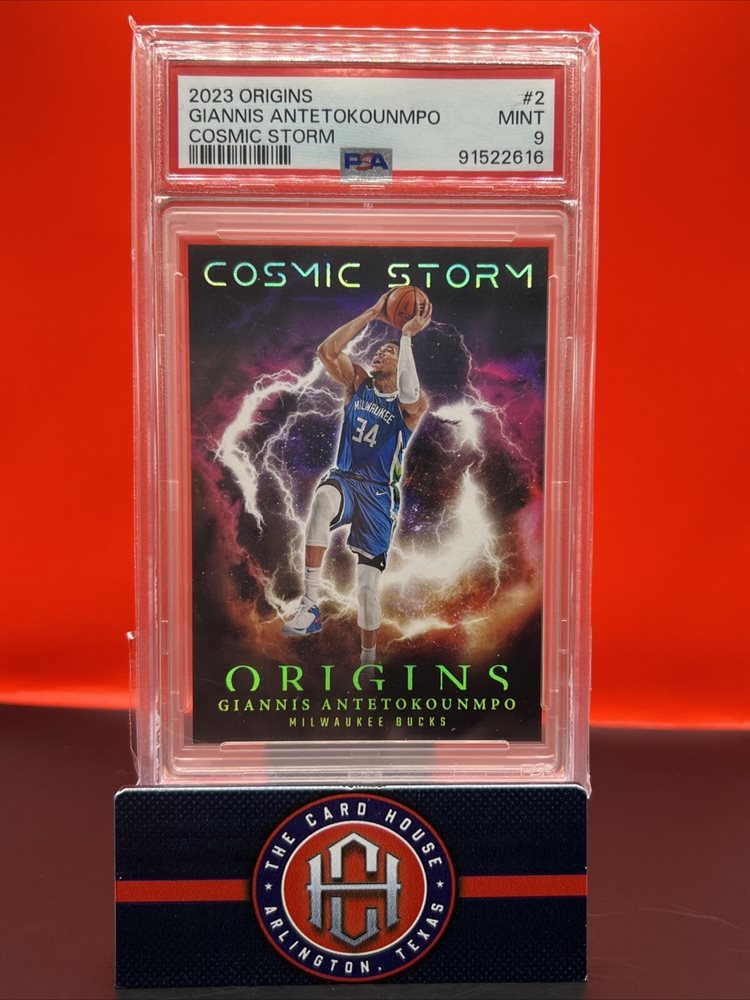 2023 ORIGINS #2
GIANNIS ANTETOKOUNMPO MINT
COSMIC STORM 9
PSA 91522616
COSMIC STORM
MILWAUKEE
34
ORIGINS
GIANNIS ANTETOKOUNMPO
MILWAUKEE BUCKS
THE CARD HOUSE
CH
ARLINGTON, TEXAS